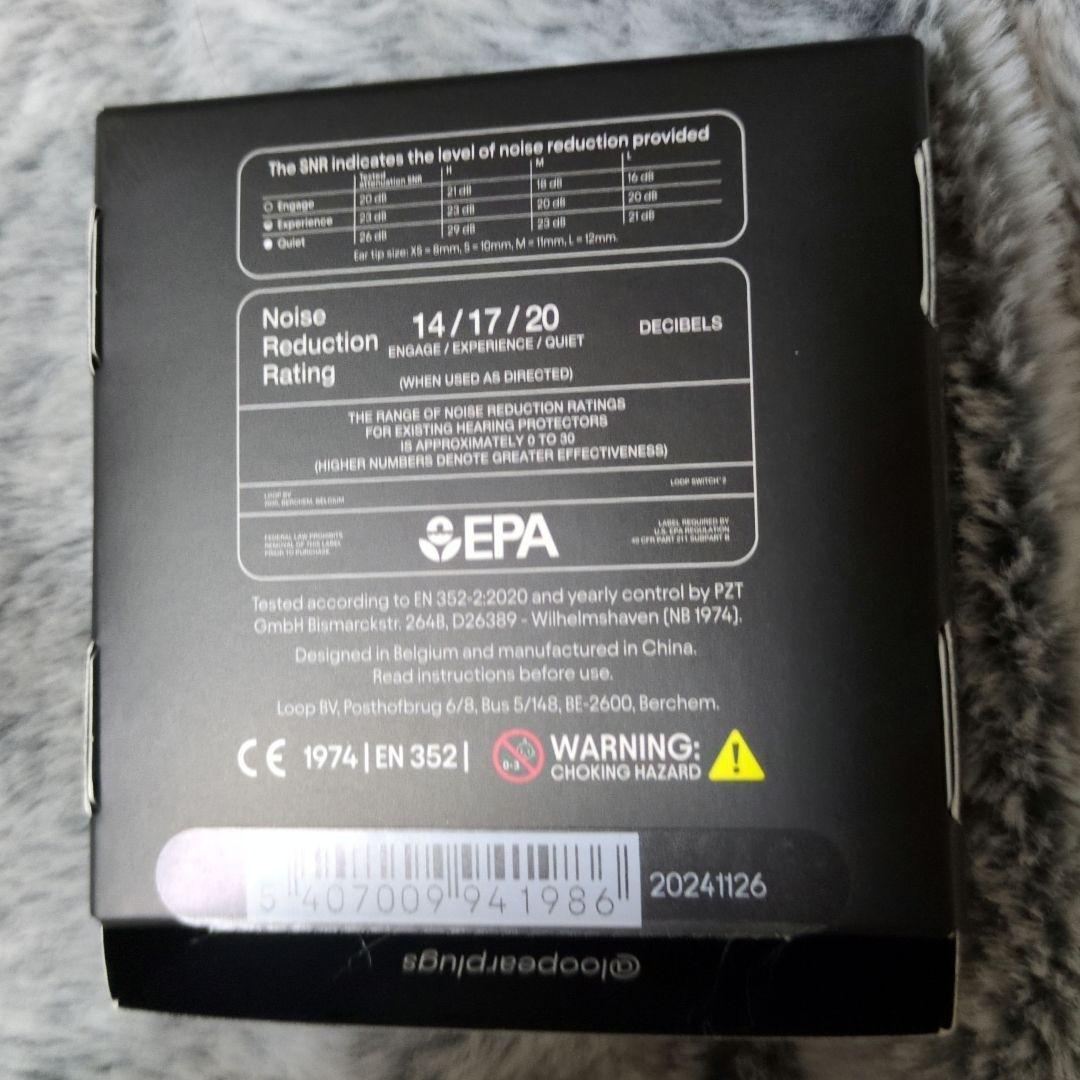 The SNR indicates the level of noise reduction provided
Tested attenuation SNR H M L
Engage 20 dB 21 dB 18 dB 16 dB
Experience 23 dB 23 dB 20 dB 20 dB
Quiet 26 dB 29 dB 23 dB 21 dB
Ear tip size: XS = 8mm, S = 10mm, M = 11mm, L = 12mm.
Noise Reduction Rating
14 / 17 / 20
DECIBELS
ENGAGE / EXPERIENCE / QUIET
(WHEN USED AS DIRECTED)
THE RANGE OF NOISE REDUCTION RATINGS
FOR EXISTING HEARING PROTECTORS
IS APPROXIMATELY 0 TO 30
(HIGHER NUMBERS DENOTE GREATER EFFECTIVENESS)
LOOP BV
BERCHEM, BELGIUM
LOOP SWITCH 2
FEDERAL LAW PROHIBITS
REMOVAL OF THIS LABEL
PRIOR TO PURCHASE
EPA
LABEL REQUIRED BY
U.S. EPA REGULATION
40 CFR PART 211 SUBPART B
Tested according to EN 352-2:2020 and yearly control by PZT
GmbH Bismarckstr. 264B, D26389 - Wilhelmshaven (NB 1974).
Designed in Belgium and manufactured in China.
Read instructions before use.
Loop BV, Posthofbrug 6/8, Bus 5/148, BE-2600, Berchem.
CE 1974 | EN 352 |
0-3
WARNING:
CHOKING HAZARD
5 407009 941986
20241126
@loopearplugs